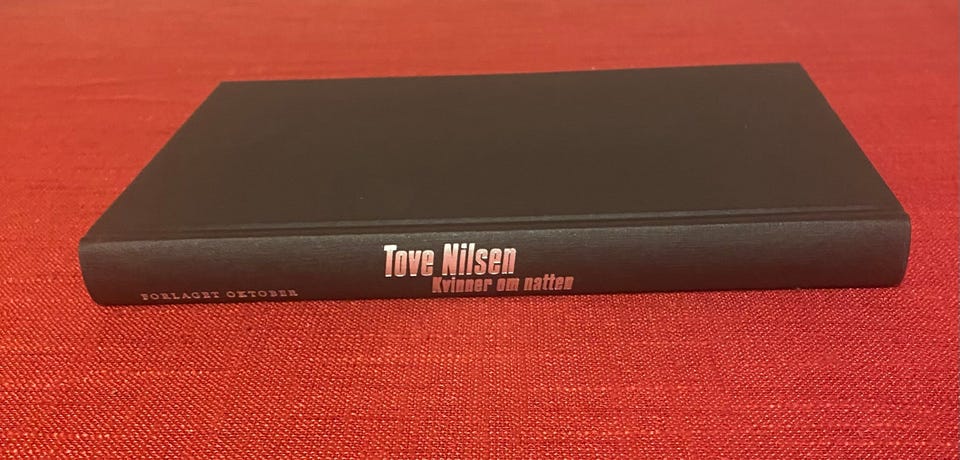 Tove Nilsen
Kvinner om natten
FORLAGET OKTOBER